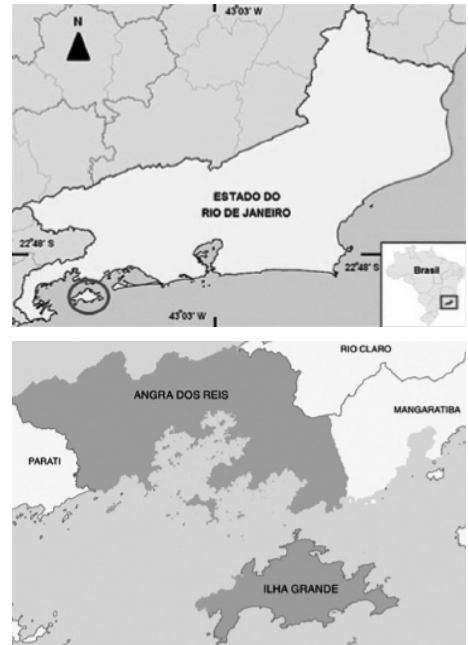 N
43°03' W
ESTADO DO
RIO DE JANEIRO
22°48' S
22°48' S
Brasil
43°03' W
RIO CLARO
ANGRA DOS REIS
MANGARATIBA
PARATI
ILHA GRANDE